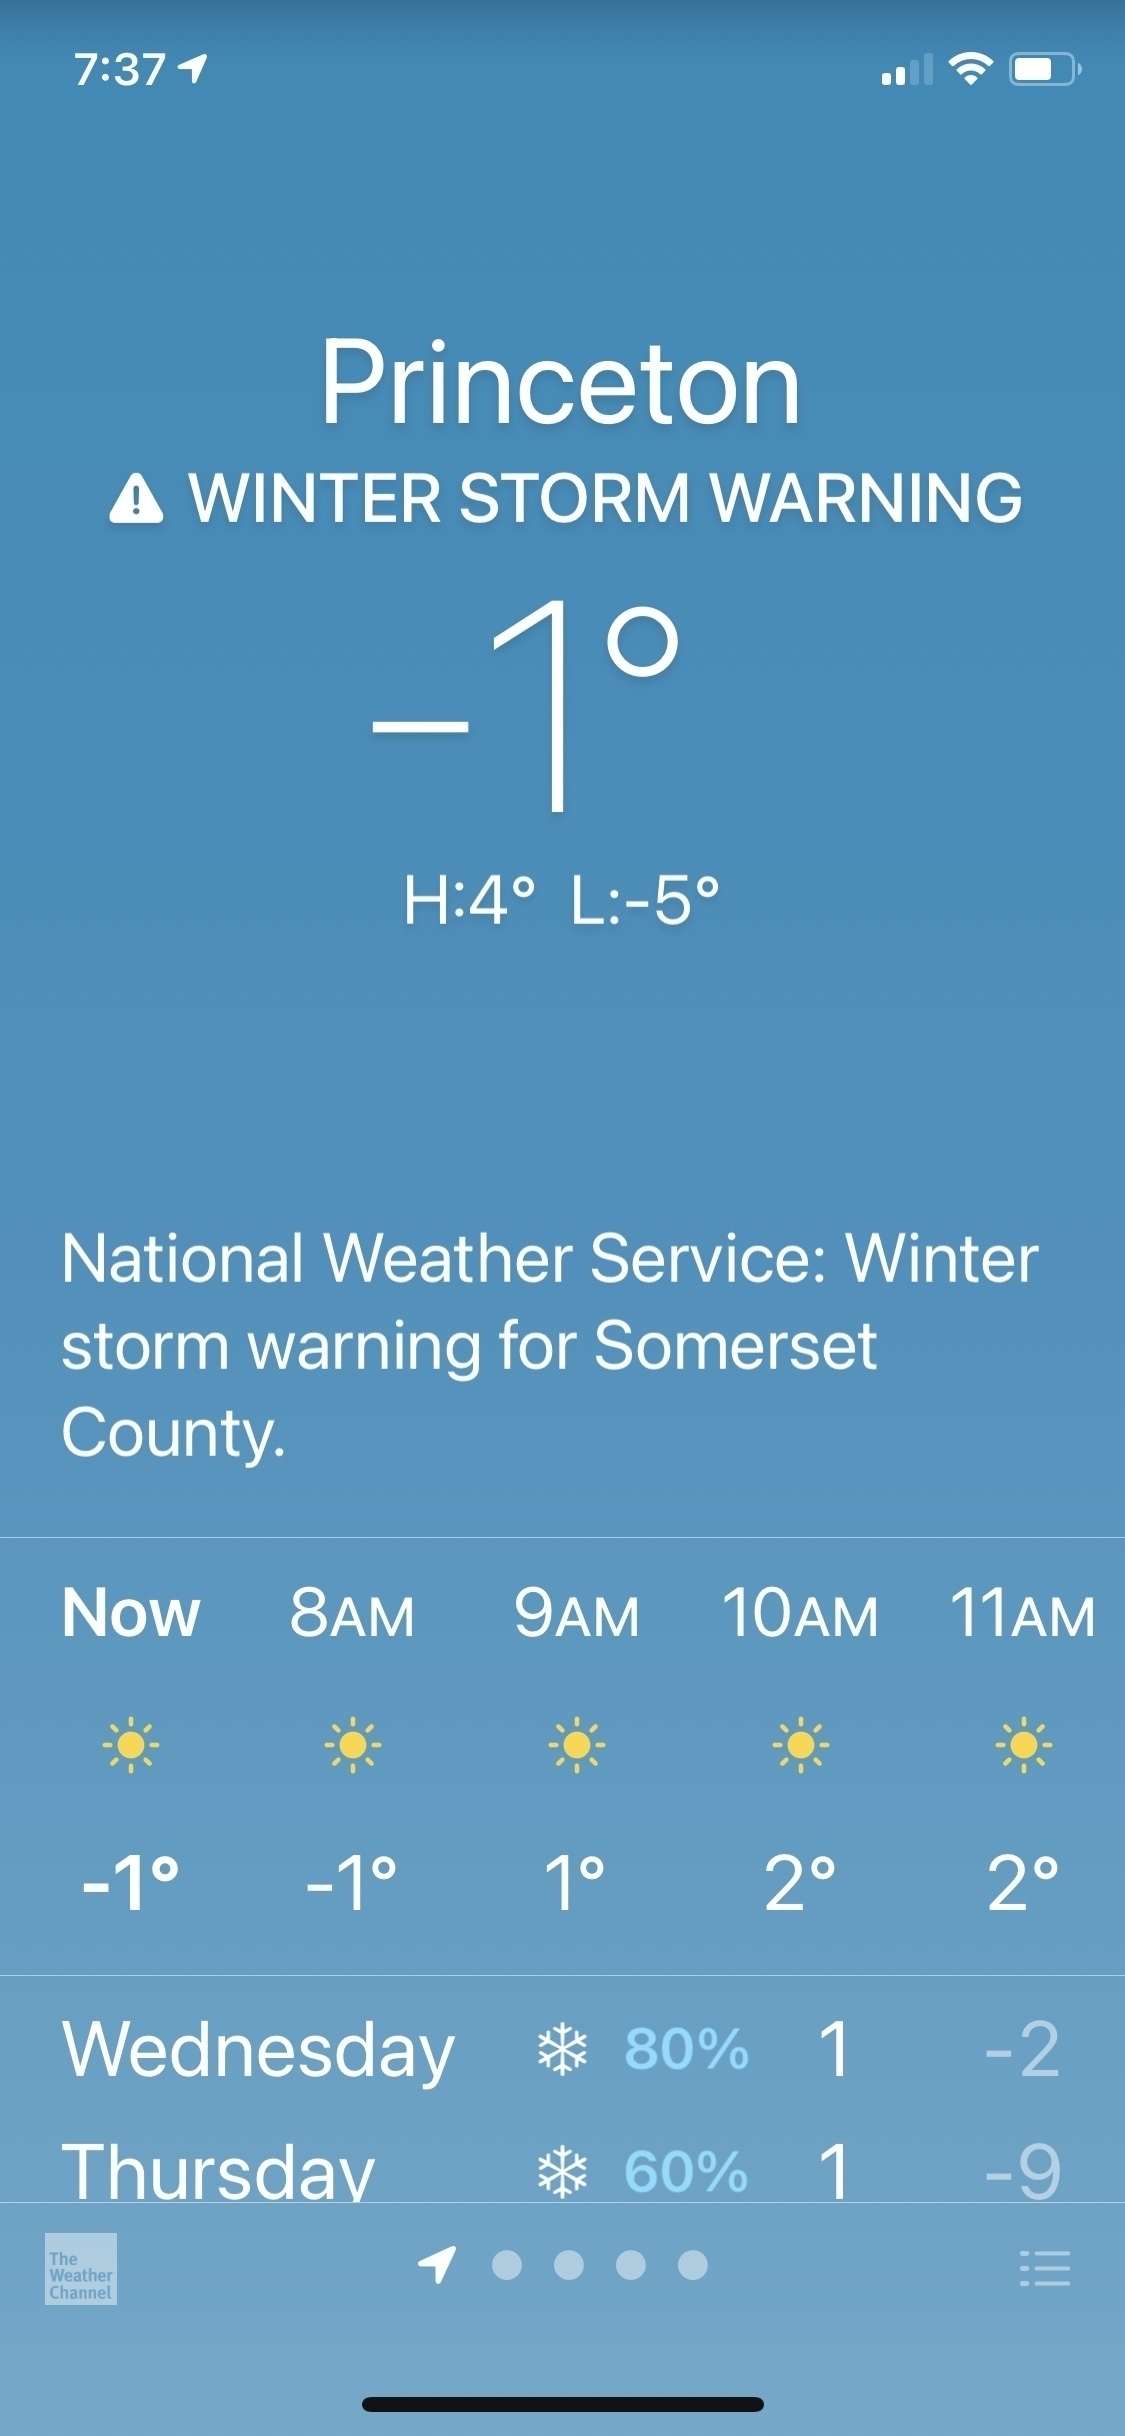 7:37
Princeton
WINTER STORM WARNING
-1°
H:4° L:-5°
National Weather Service: Winter
storm warning for Somerset
County.
Now 8AM 9AM 10AM 11AM
-1° -1° 1° 2° 2°
Wednesday 80% 1 -2
Thursday 60% 1 -9
The
Weather
Channel